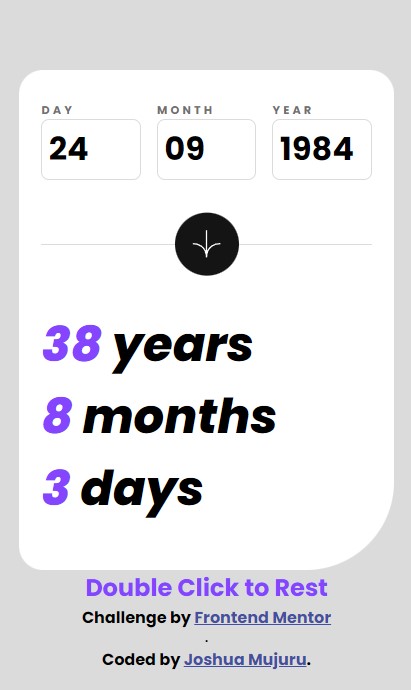 DAY MONTH YEAR
24 09 1984
38 years
8 months
3 days
Double Click to Rest
Challenge by Frontend Mentor
.
Coded by Joshua Mujuru.